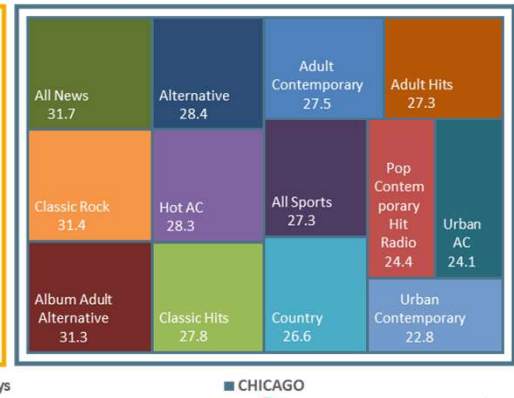 All News
31.7
Alternative
28.4
Adult
Contemporary
27.5
Adult Hits
27.3
Classic Rock
31.4
Hot AC
28.3
All Sports
27.3
Pop
Contem
porary
Hit
Radio
24.4
Urban
AC
24.1
Album Adult
Alternative
31.3
Classic Hits
27.8
Country
26.6
Urban
Contemporary
22.8
ys
CHICAGO